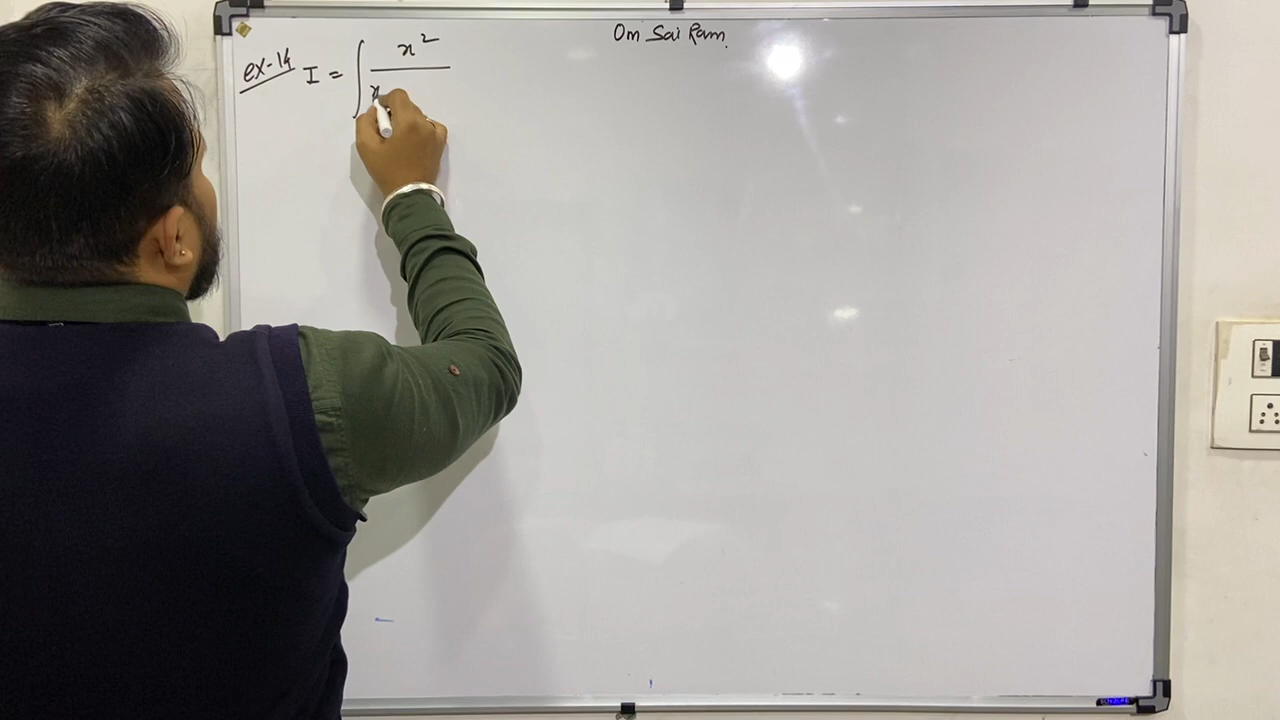 Om Sai Ram.
ex-14 I = ∫ x² / x